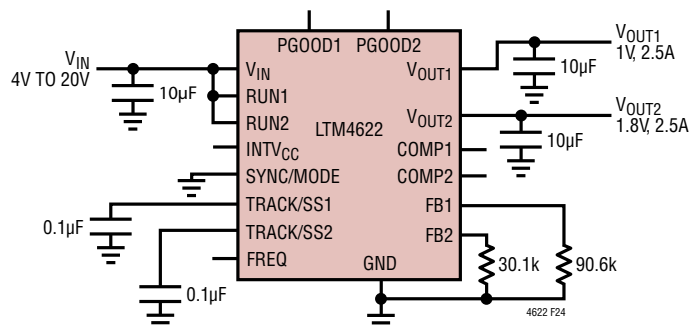 PGOOD1 PGOOD2
VIN
4V TO 20V
10µF
VIN
RUN1
RUN2
INTVCC
SYNC/MODE
TRACK/SS1
TRACK/SS2
FREQ
LTM4622
GND
VOUT1
VOUT2
COMP1
COMP2
FB1
FB2
0.1µF
0.1µF
VOUT1
1V, 2.5A
10µF
VOUT2
1.8V, 2.5A
10µF
30.1k
90.6k
4622 F24